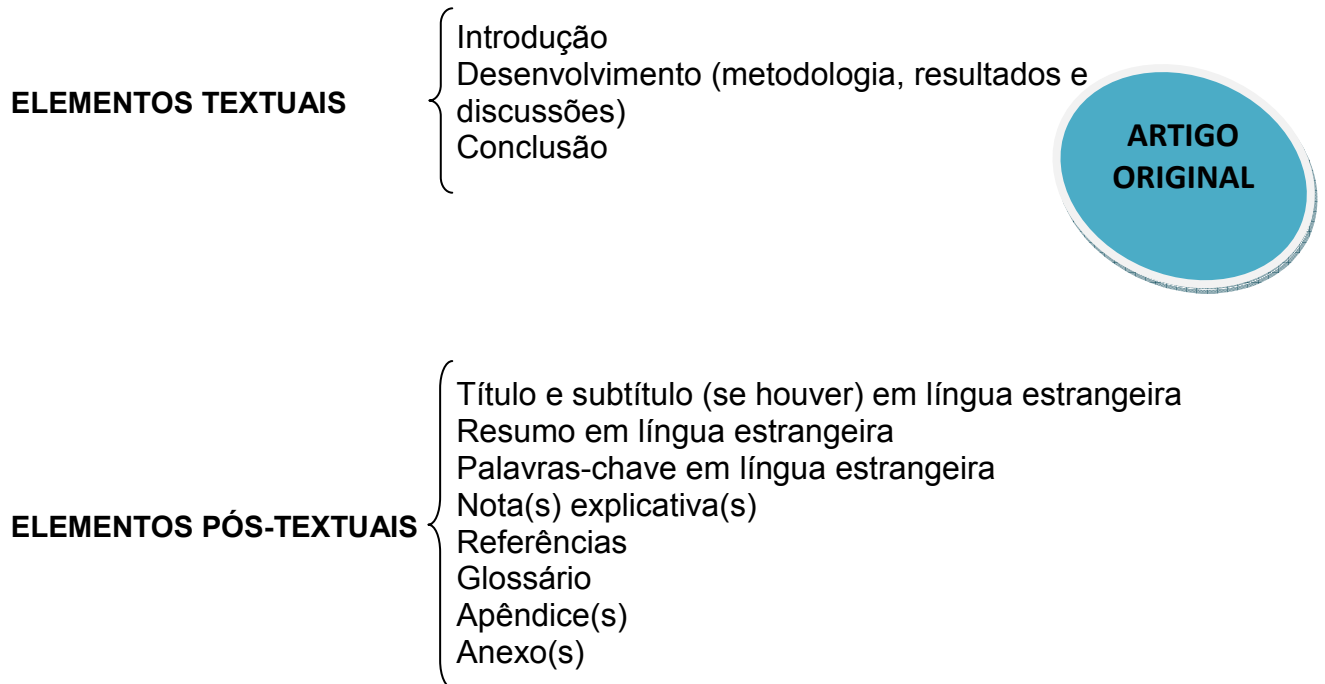 ELEMENTOS TEXTUAIS
Introdução
Desenvolvimento (metodologia, resultados e
discussões)
Conclusão
ARTIGO
ORIGINAL
ELEMENTOS PÓS-TEXTUAIS
Título e subtítulo (se houver) em língua estrangeira
Resumo em língua estrangeira
Palavras-chave em língua estrangeira
Nota(s) explicativa(s)
Referências
Glossário
Apêndice(s)
Anexo(s)